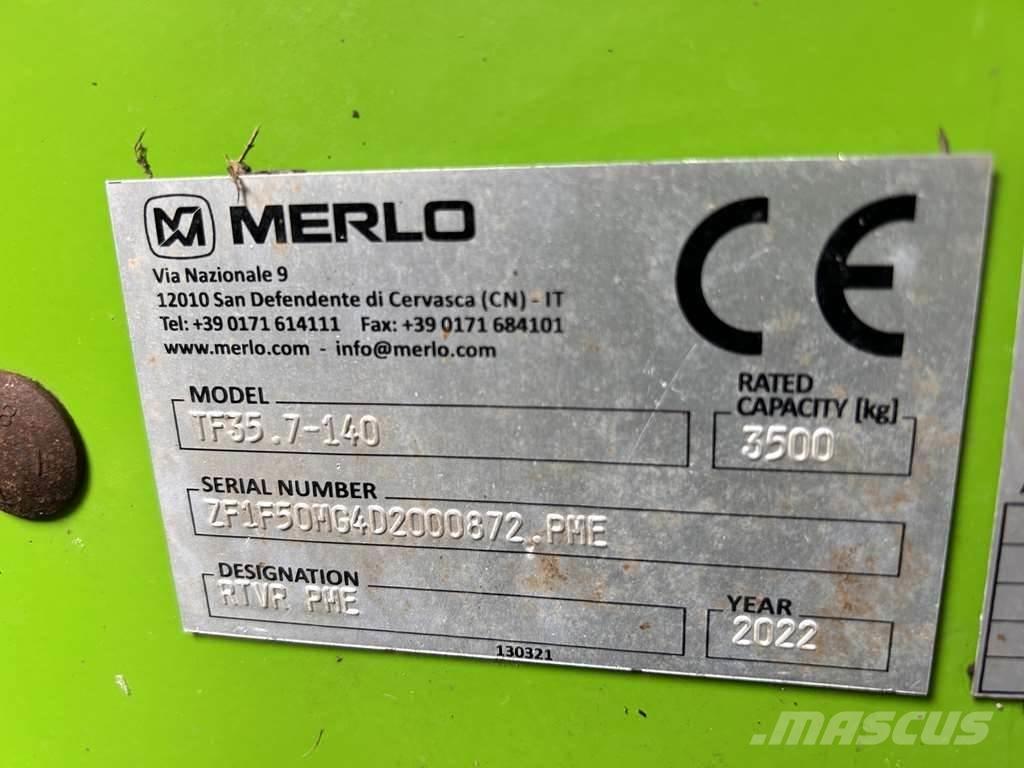 MERLO
Via Nazionale 9
12010 San Defendente di Cervasca (CN) - IT
Tel: +39 0171 614111 Fax: +39 0171 684101
www.merlo.com - info@merlo.com
CE
MODEL
TF35.7-140
RATED
CAPACITY [kg]
3500
SERIAL NUMBER
ZF1F50MG4D2000872.PME
DESIGNATION
RTVR PME
YEAR
2022
130321
MASCUS